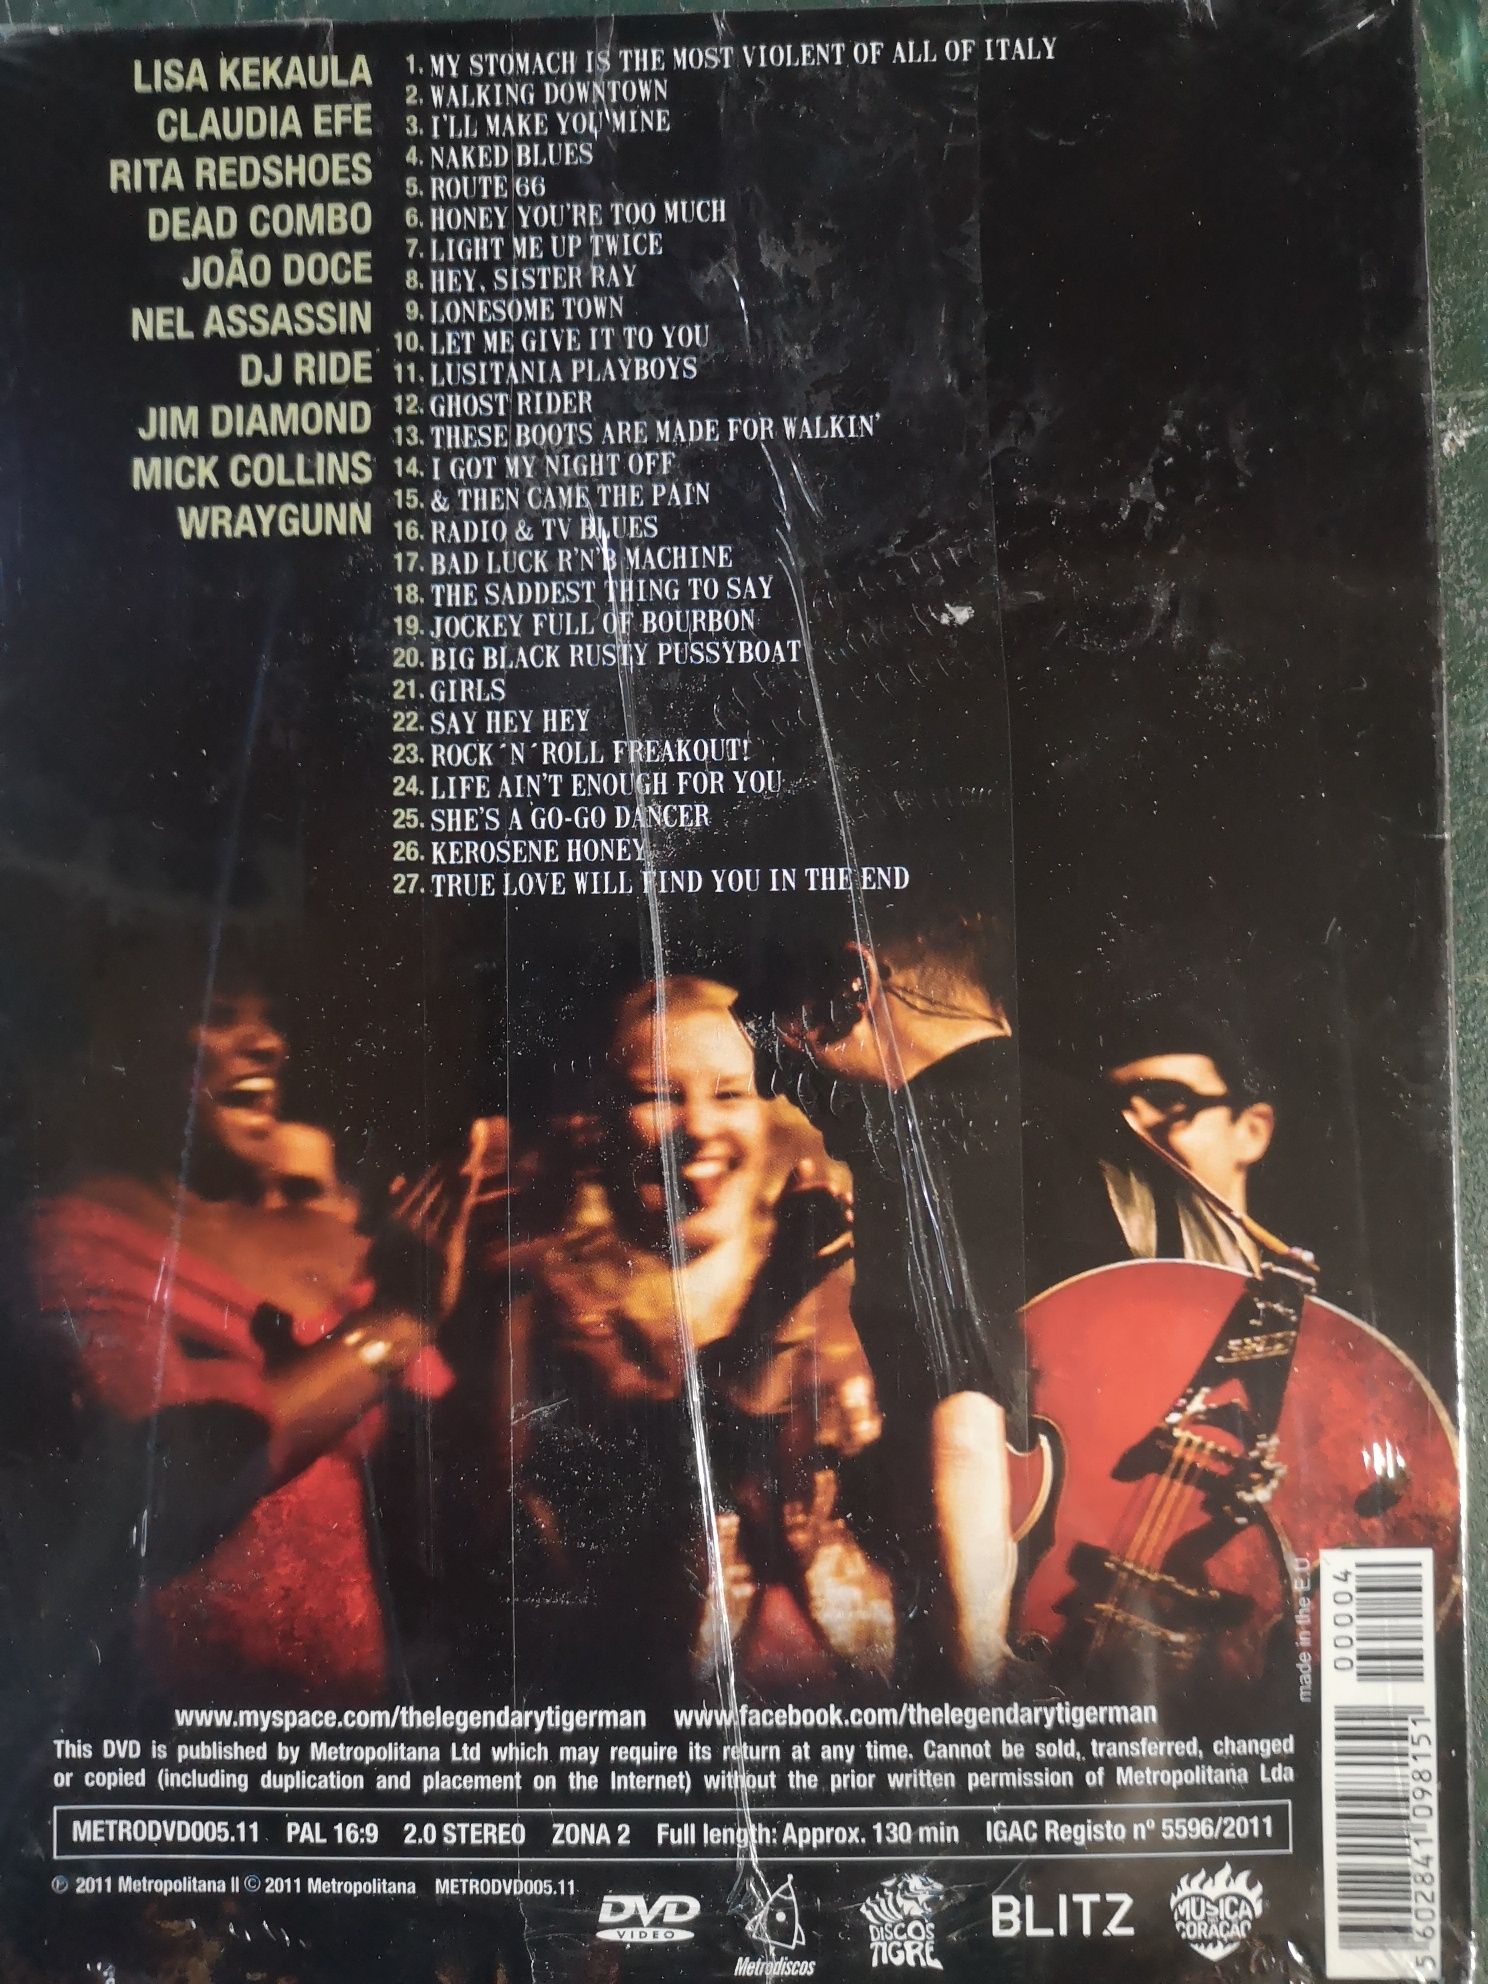 LISA KEKAULA
CLAUDIA EFE
RITA REDSHOES
DEAD COMBO
JOÃO DOCE
NEL ASSASSIN
DJ RIDE
JIM DIAMOND
MICK COLLINS
WRAYGUNN
1. MY STOMACH IS THE MOST VIOLENT OF ALL OF ITALY
2. WALKING DOWNTOWN
3. I'LL MAKE YOU MINE
4. NAKED BLUES
5. ROUTE 66
6. HONEY YOU'RE TOO MUCH
7. LIGHT ME UP TWICE
8. HEY, SISTER RAY
9. LONESOME TOWN
10. LET ME GIVE IT TO YOU
11. LUSITANIA PLAYBOYS
12. GHOST RIDER
13. THESE BOOTS ARE MADE FOR WALKIN'
14. I GOT MY NIGHT OFF
15. & THEN CAME THE PAIN
16. RADIO & TV BLUES
17. BAD LUCK R'N'B MACHINE
18. THE SADDEST THING TO SAY
19. JOCKEY FULL OF BOURBON
20. BIG BLACK RUSTY PUSSYBOAT
21. GIRLS
22. SAY HEY HEY
23. ROCK ´N´ROLL FREAKOUT!
24. LIFE AIN'T ENOUGH FOR YOU
25. SHE'S A GO-GO DANCER
26. KEROSENE HONEY
27. TRUE LOVE WILL FIND YOU IN THE END
made in the E.U.
00004
5 602841 098151
www.myspace.com/thelegendarytigerman www.facebook.com/thelegendarytigerman
This DVD is published by Metropolitana Ltd which may require its return at any time. Cannot be sold, transferred, changed
or copied (including duplication and placement on the Internet) without the prior written permission of Metropolitana Lda
METRODVD005.11 PAL 16:9 2.0 STEREO ZONA 2 Full length: Approx. 130 min IGAC Registo nº 5596/2011
℗ 2011 Metropolitana II © 2011 Metropolitana METRODVD005.11
DVD
VIDEO
Metrodiscos
DISCOS
TIGRE
BLITZ
MÚSICA
CORAÇÃO